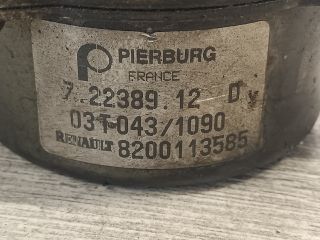 PIERBURG
FRANCE
7.22389.12 D
03T-043/1090
RENAULT 8200113585